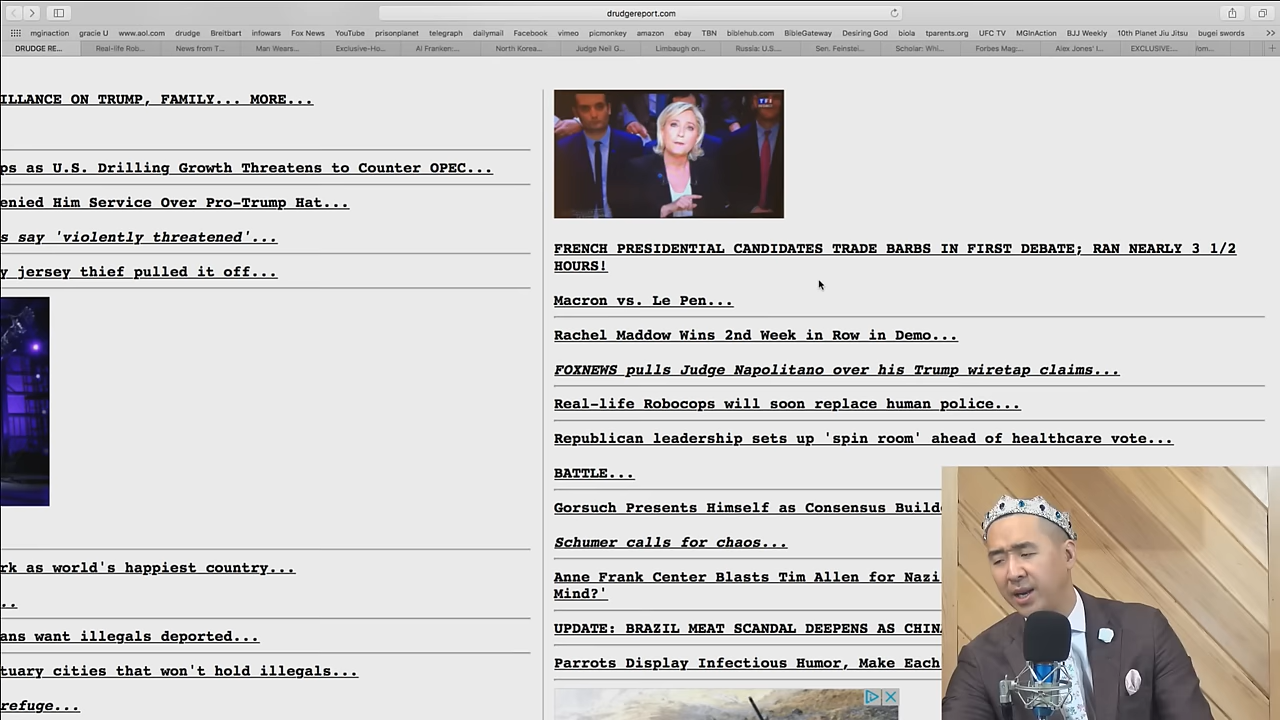 drudgereport.com
mginaction gracie U www.aol.com drudge Breitbart infowars Fox News YouTube prisonplanet telegraph dailymail Facebook vimeo picmonkey amazon ebay TBN biblehub.com BibleGateway Desiring God biola tparents.org UFC TV MGInAction BJJ Weekly 10th Planet Jiu Jitsu bugei swords
DRUDGE RE... Real-life Rob... News from T... Man Wears... Exclusive-Ho... Al Franken:... North Korea... Judge Neil G... Limbaugh on... Russia: U.S.... Sen. Feinstei... Scholar: Whi... Forbes Mag:... Alex Jones' I... EXCLUSIVE:...
ILLANCE ON TRUMP, FAMILY... MORE...
ps as U.S. Drilling Growth Threatens to Counter OPEC...
enied Him Service Over Pro-Trump Hat...
s say 'violently threatened'...
y jersey thief pulled it off...
rk as world's happiest country...
..
ans want illegals deported...
tuary cities that won't hold illegals...
refuge...
TF1
FRENCH PRESIDENTIAL CANDIDATES TRADE BARBS IN FIRST DEBATE; RAN NEARLY 3 1/2
HOURS!
Macron vs. Le Pen...
Rachel Maddow Wins 2nd Week in Row in Demo...
FOXNEWS pulls Judge Napolitano over his Trump wiretap claims...
Real-life Robocops will soon replace human police...
Republican leadership sets up 'spin room' ahead of healthcare vote...
BATTLE...
Gorsuch Presents Himself as Consensus Builde
Schumer calls for chaos...
Anne Frank Center Blasts Tim Allen for Nazi
Mind?'
UPDATE: BRAZIL MEAT SCANDAL DEEPENS AS CHINA
Parrots Display Infectious Humor, Make Each